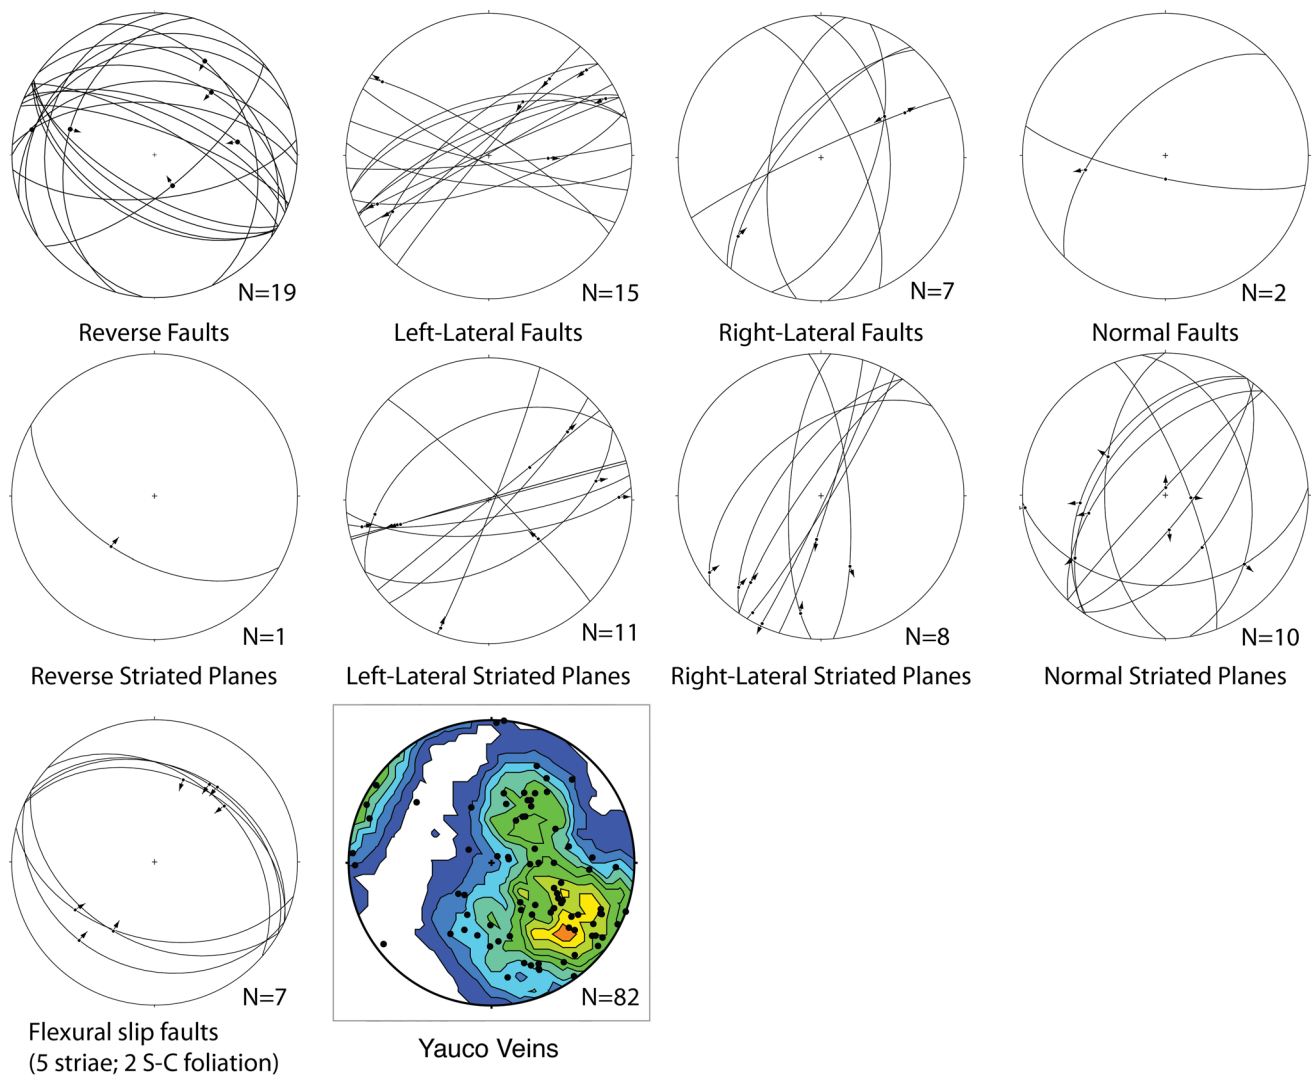 N=19
N=15
N=7
N=2
Reverse Faults
Left-Lateral Faults
Right-Lateral Faults
Normal Faults
N=1
N=11
N=8
N=10
Reverse Striated Planes
Left-Lateral Striated Planes
Right-Lateral Striated Planes
Normal Striated Planes
N=7
N=82
Flexural slip faults
(5 striae; 2 S-C foliation)
Yauco Veins